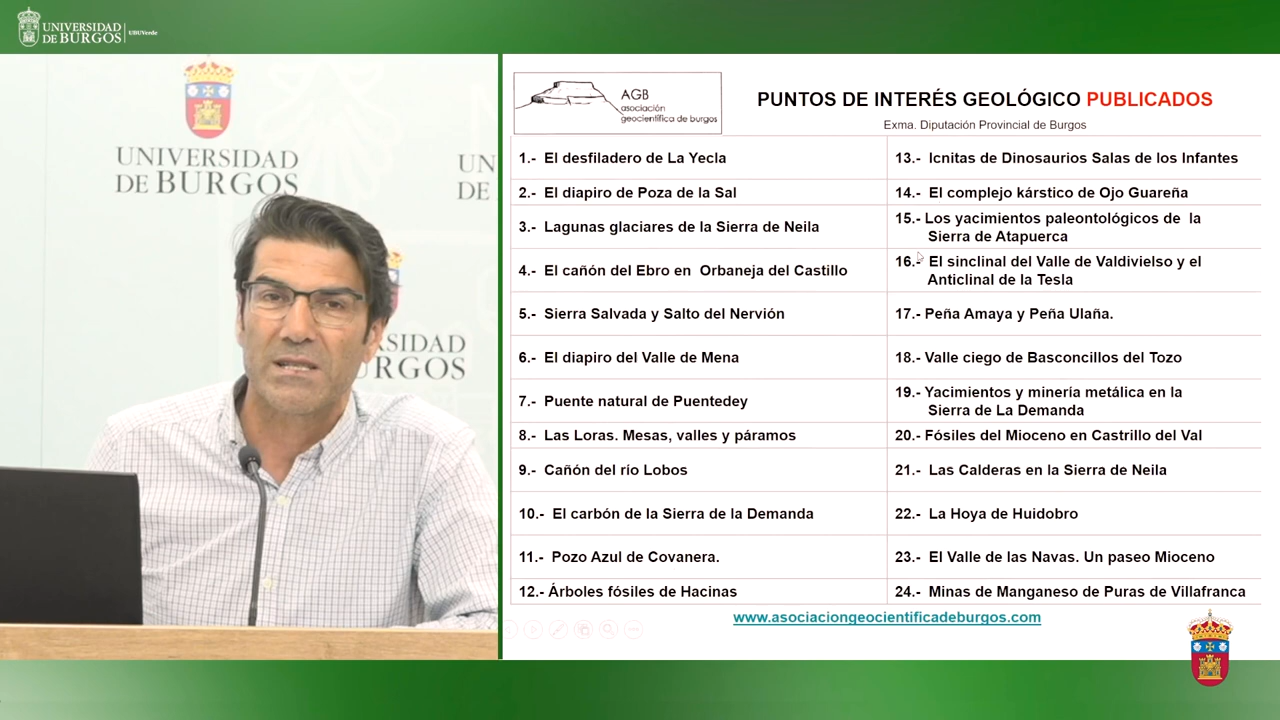 UNIVERSIDAD
DE BURGOS
UBUVerde
UNIVERSIDAD
DE BURGOS
UN
DE
RSIDAD
URGOS
AGB
asociación
geocientífica de burgos
PUNTOS DE INTERÉS GEOLÓGICO PUBLICADOS
Exma. Diputación Provincial de Burgos
1.- El desfiladero de La Yecla
2.- El diapiro de Poza de la Sal
3.- Lagunas glaciares de la Sierra de Neila
4.- El cañón del Ebro en Orbaneja del Castillo
5.- Sierra Salvada y Salto del Nervión
6.- El diapiro del Valle de Mena
7.- Puente natural de Puentedey
8.- Las Loras. Mesas, valles y páramos
9.- Cañón del río Lobos
10.- El carbón de la Sierra de la Demanda
11.- Pozo Azul de Covanera.
12.- Árboles fósiles de Hacinas
13.- Icnitas de Dinosaurios Salas de los Infantes
14.- El complejo kárstico de Ojo Guareña
15.- Los yacimientos paleontológicos de la
Sierra de Atapuerca
16.- El sinclinal del Valle de Valdivielso y el
Anticlinal de la Tesla
17.- Peña Amaya y Peña Ulaña.
18.- Valle ciego de Basconcillos del Tozo
19.- Yacimientos y minería metálica en la
Sierra de La Demanda
20.- Fósiles del Mioceno en Castrillo del Val
21.- Las Calderas en la Sierra de Neila
22.- La Hoya de Huidobro
23.- El Valle de las Navas. Un paseo Mioceno
24.- Minas de Manganeso de Puras de Villafranca
www.asociaciongeocientificadeburgos.com